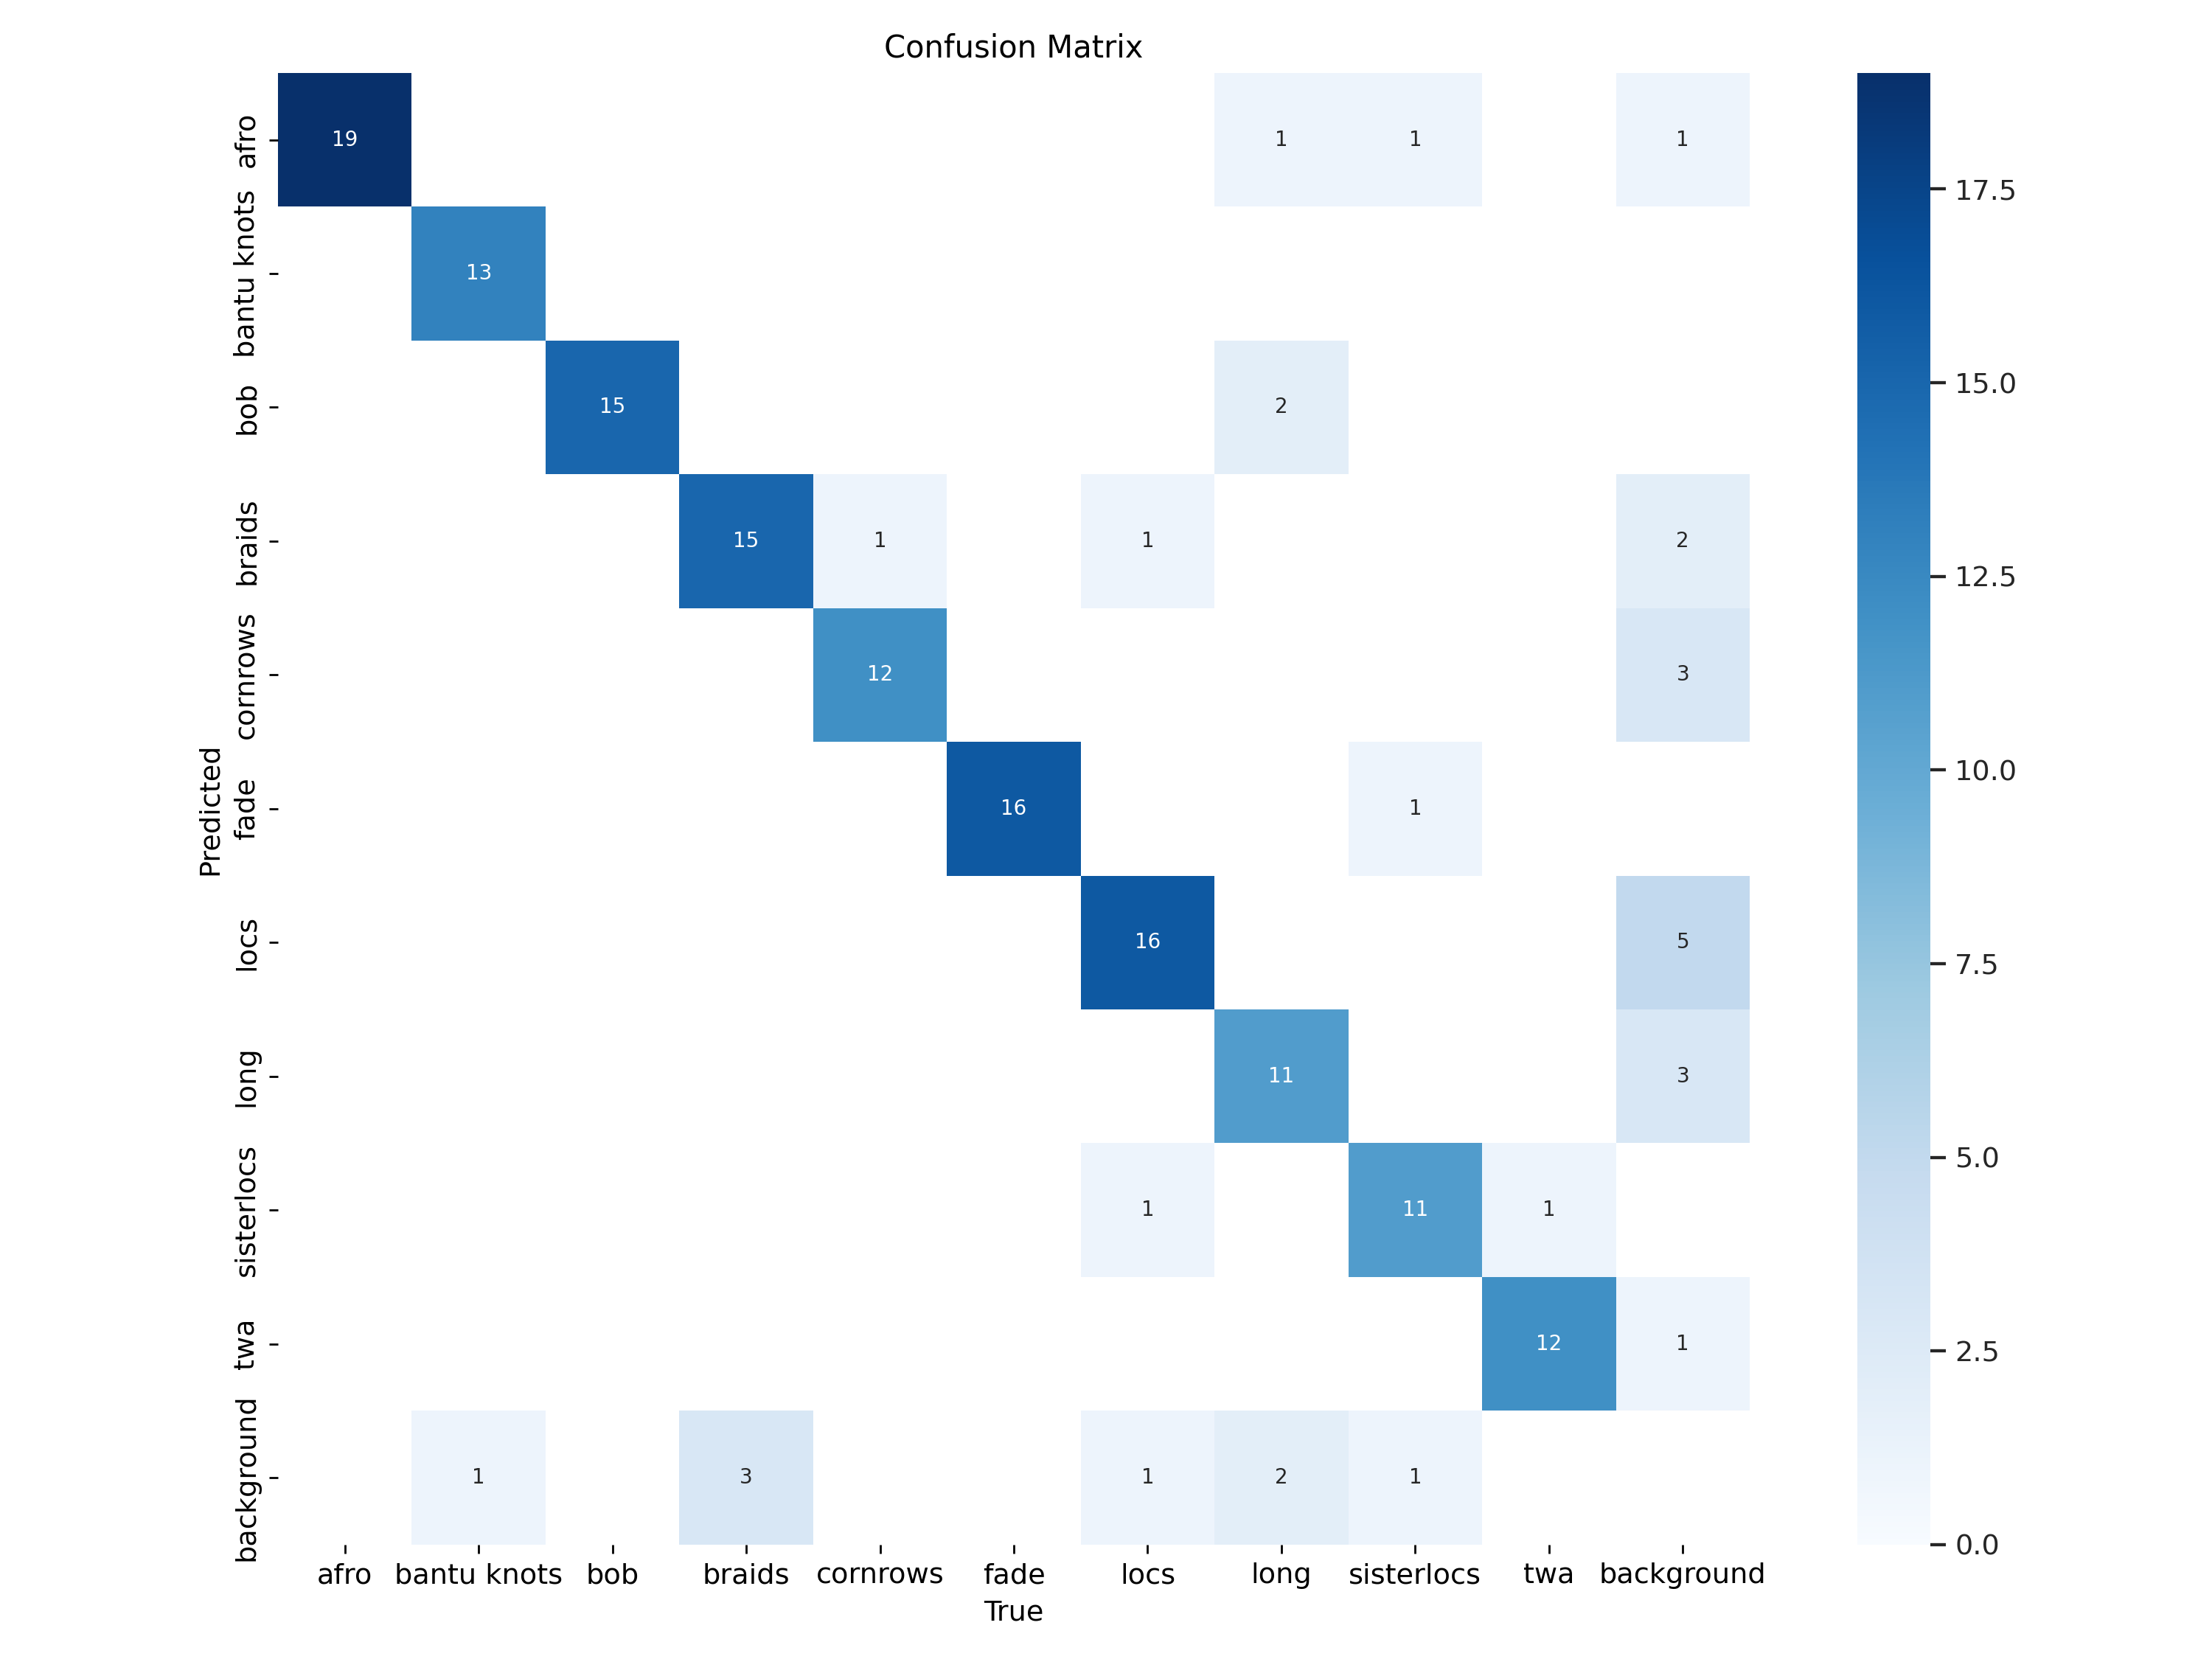 Confusion Matrix
afro 19 1 1 1
bantu knots 13
bob 15 2
braids 15 1 1 2
cornrows 12 3
fade 16 1
locs 16 5
long 11 3
sisterlocs 1 11 1
twa 12 1
background 1 3 1 2 1
Predicted
afro bantu knots bob braids cornrows fade locs long sisterlocs twa background
True
17.5
15.0
12.5
10.0
7.5
5.0
2.5
0.0